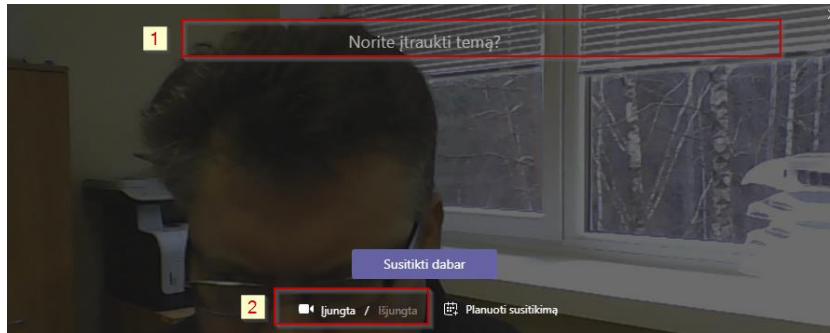 1
Norite įtraukti temą?
Susitikti dabar
2
Įjungta / Išjungta
Planuoti susitikimą